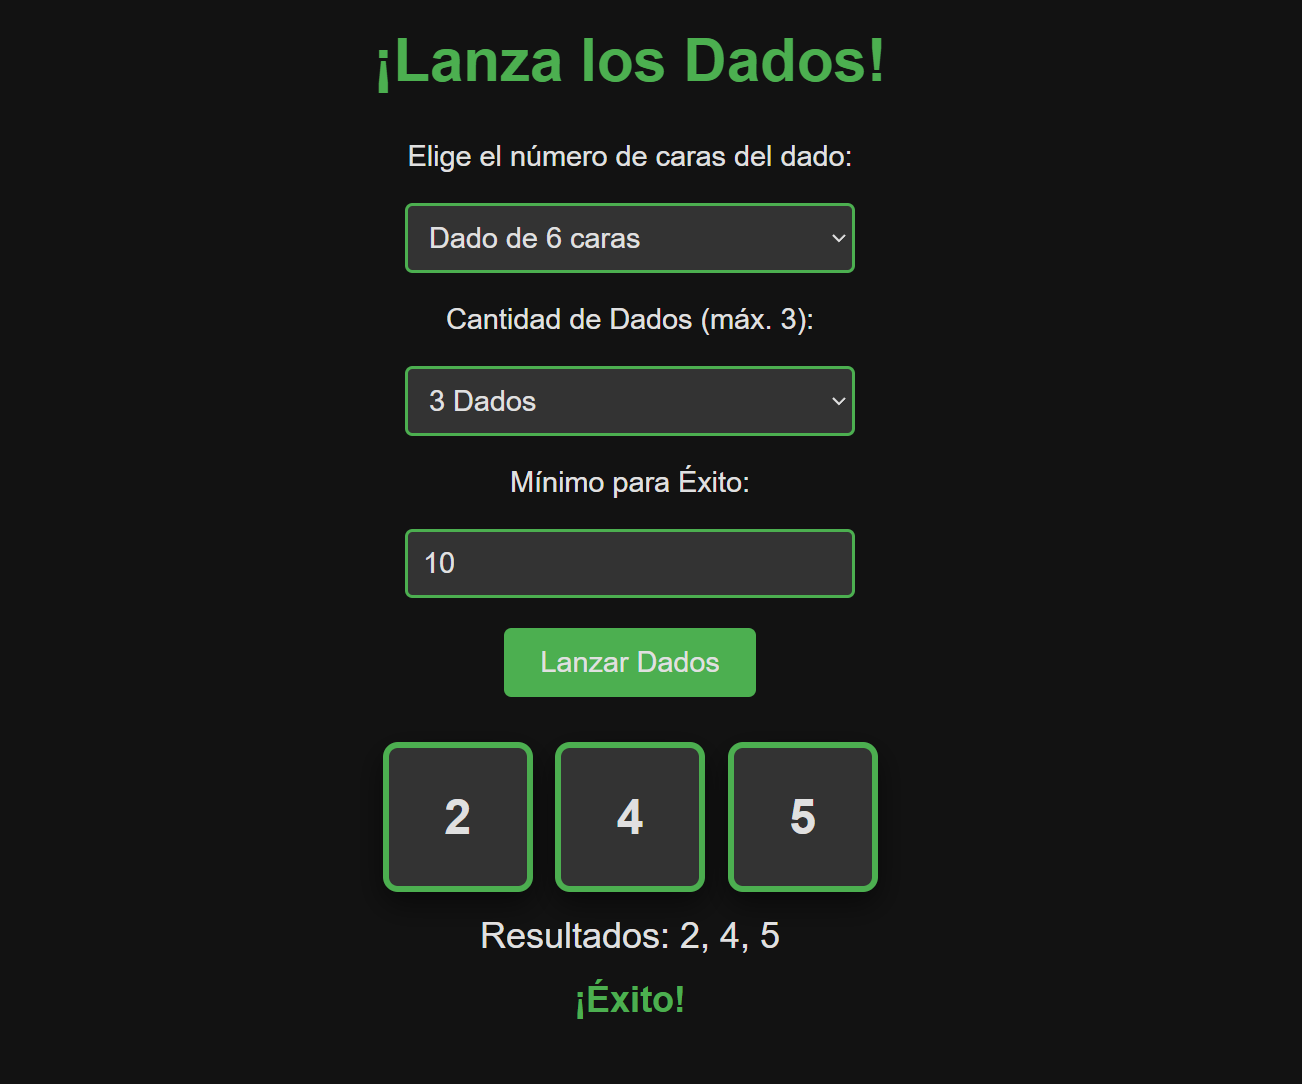 ¡Lanza los Dados!
Elige el número de caras del dado:
Dado de 6 caras
Cantidad de Dados (máx. 3):
3 Dados
Mínimo para Éxito:
10
Lanzar Dados
2 4 5
Resultados: 2, 4, 5
¡Éxito!